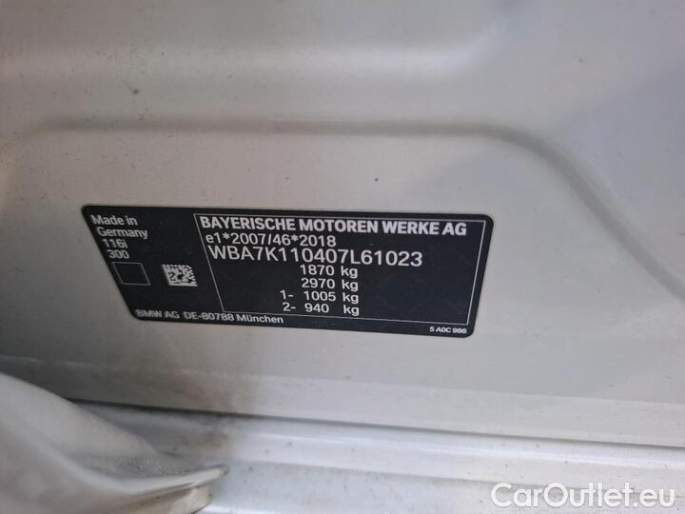 Made in
Germany
116i
300
BAYERISCHE MOTOREN WERKE AG
e1*2007/46*2018
WBA7K110407L61023
1870 kg
2970 kg
1- 1005 kg
2- 940 kg
BMW AG DE-80788 München
5 A0C 986
CarOutlet.eu